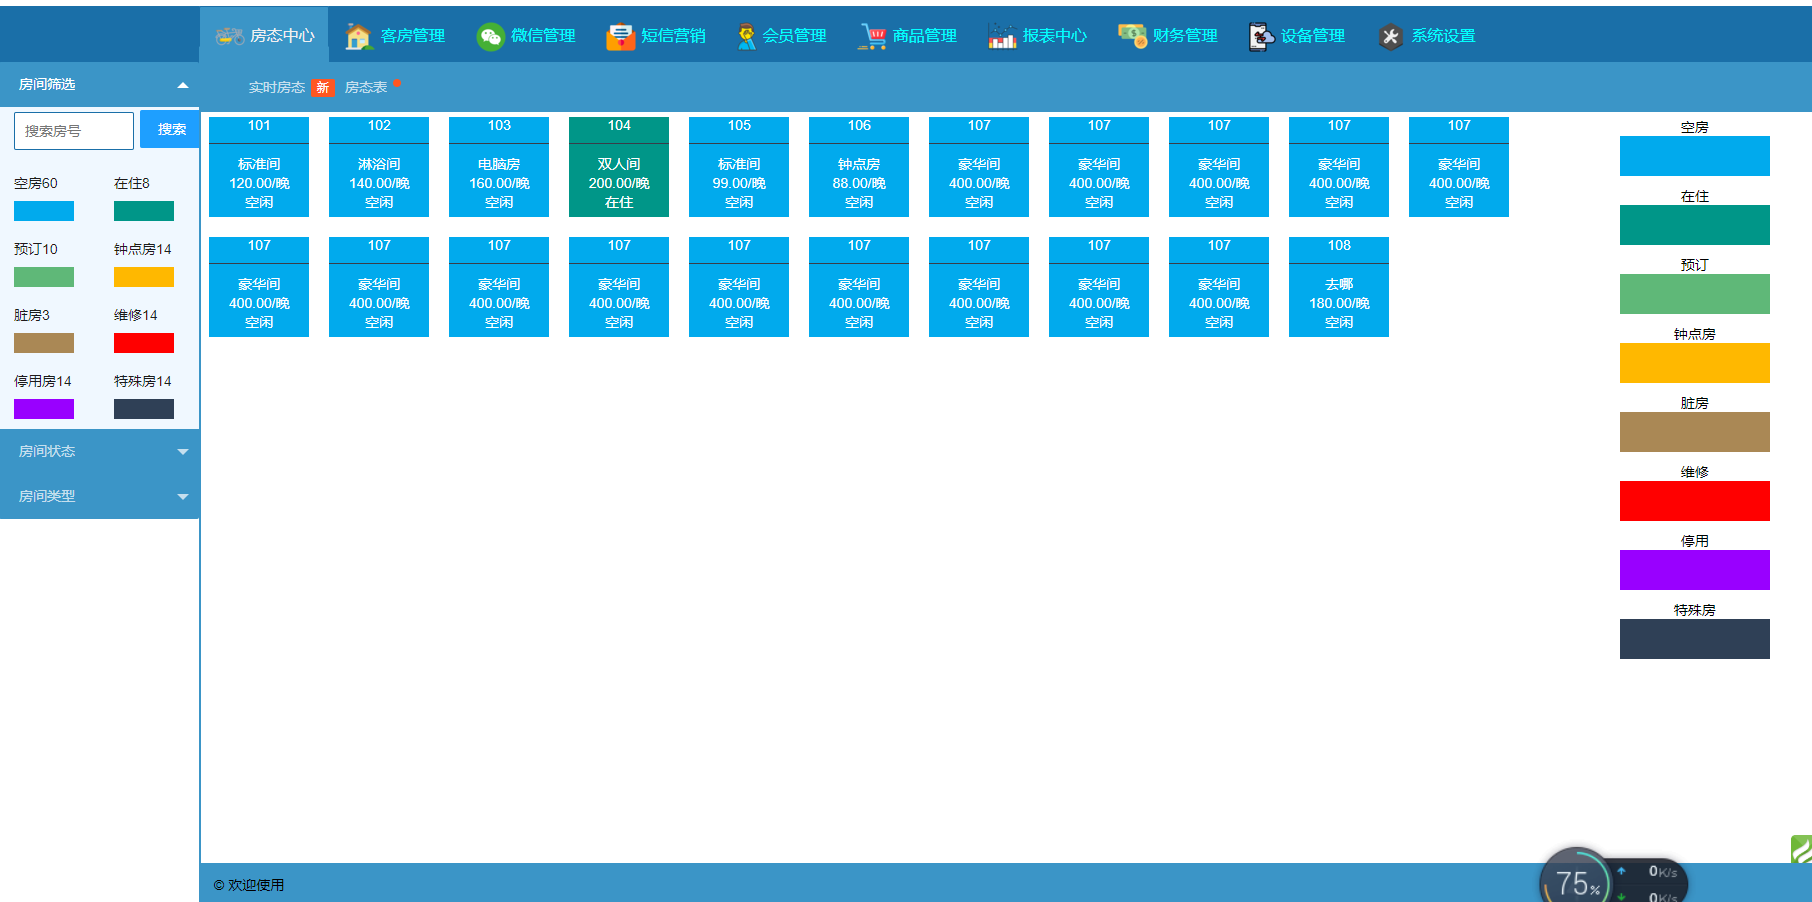 房态中心 客房管理 微信管理 短信营销 会员管理 商品管理 报表中心 财务管理 设备管理 系统设置
房间筛选
实时房态 新 房态表
搜索房号 搜索
空房60 在住8
预订10 钟点房14
脏房3 维修14
停用房14 特殊房14
房间状态
房间类型
101 102 103 104 105 106 107 107 107 107 107
标准间 淋浴间 电脑房 双人间 标准间 钟点房 豪华间 豪华间 豪华间 豪华间 豪华间
120.00/晚 140.00/晚 160.00/晚 200.00/晚 99.00/晚 88.00/晚 400.00/晚 400.00/晚 400.00/晚 400.00/晚 400.00/晚
空闲 空闲 空闲 在住 空闲 空闲 空闲 空闲 空闲 空闲 空闲
107 107 107 107 107 107 107 107 107 108
豪华间 豪华间 豪华间 豪华间 豪华间 豪华间 豪华间 豪华间 豪华间 去哪
400.00/晚 400.00/晚 400.00/晚 400.00/晚 400.00/晚 400.00/晚 400.00/晚 400.00/晚 400.00/晚 180.00/晚
空闲 空闲 空闲 空闲 空闲 空闲 空闲 空闲 空闲 空闲
空房
在住
预订
钟点房
脏房
维修
停用
特殊房
© 欢迎使用
75%
0K/s
0K/s